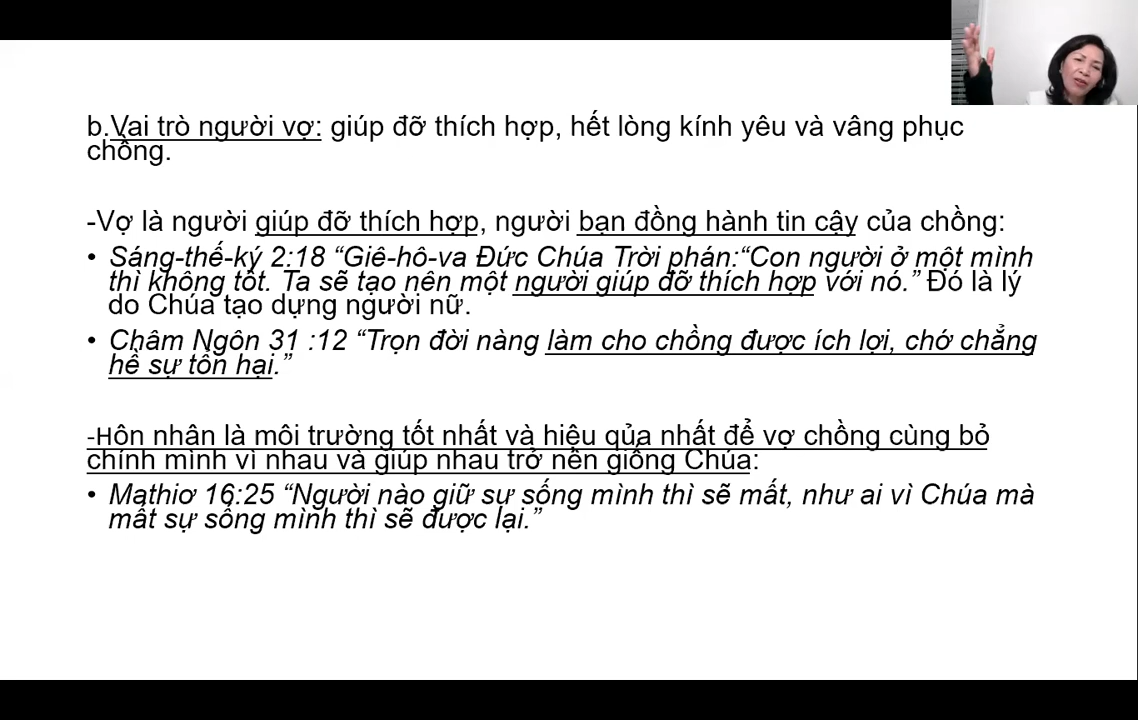 b.Vai trò người vợ: giúp đỡ thích hợp, hết lòng kính yêu và vâng phục
chồng.
-Vợ là người giúp đỡ thích hợp, người bạn đồng hành tin cậy của chồng:
• Sáng-thế-ký 2:18 “Giê-hô-va Đức Chúa Trời phán:“Con người ở một mình
thì không tốt. Ta sẽ tạo nên một người giúp đỡ thích hợp với nó.” Đó là lý
do Chúa tạo dựng người nữ.
• Châm Ngôn 31 :12 “Trọn đời nàng làm cho chồng được ích lợi, chớ chẳng
hề sự tổn hại.”
-Hôn nhân là môi trường tốt nhất và hiệu qủa nhất để vợ chồng cùng bỏ
chính mình vì nhau và giúp nhau trở nên giống Chúa:
• Mathiơ 16:25 “Người nào giữ sự sống mình thì sẽ mất, như ai vì Chúa mà
mất sự sống mình thì sẽ được lại.”